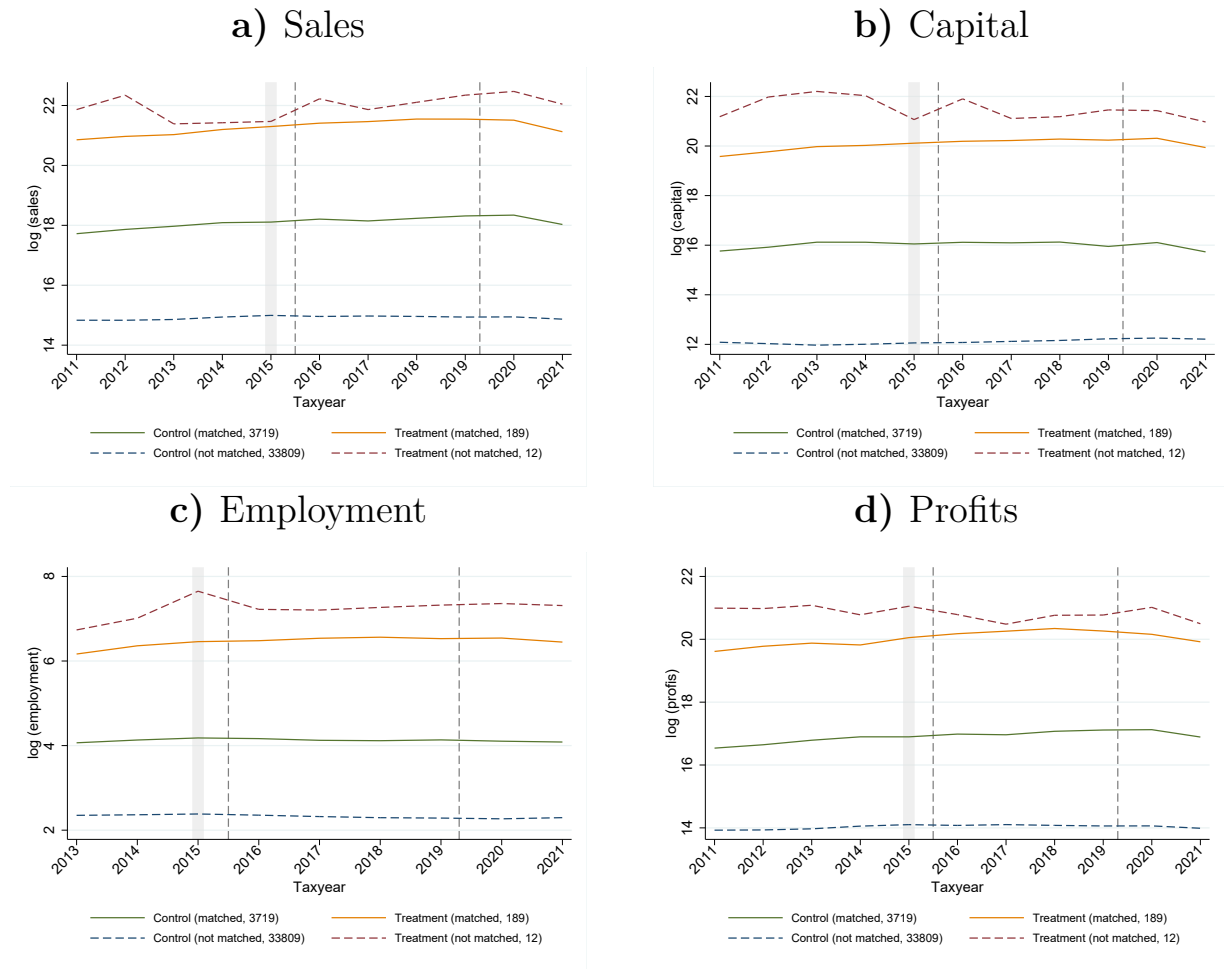 a) Sales
log (sales)
22
20
18
16
14
2011 2012 2013 2014 2015 2016 2017 2018 2019 2020 2021
Taxyear
Control (matched, 3719) Treatment (matched, 189)
Control (not matched, 33809) Treatment (not matched, 12)
b) Capital
log (capital)
22
20
18
16
14
12
2011 2012 2013 2014 2015 2016 2017 2018 2019 2020 2021
Taxyear
Control (matched, 3719) Treatment (matched, 189)
Control (not matched, 33809) Treatment (not matched, 12)
c) Employment
log (employment)
8
6
4
2
2013 2014 2015 2016 2017 2018 2019 2020 2021
Taxyear
Control (matched, 3719) Treatment (matched, 189)
Control (not matched, 33809) Treatment (not matched, 12)
d) Profits
log (profis)
22
20
18
16
14
2011 2012 2013 2014 2015 2016 2017 2018 2019 2020 2021
Taxyear
Control (matched, 3719) Treatment (matched, 189)
Control (not matched, 33809) Treatment (not matched, 12)